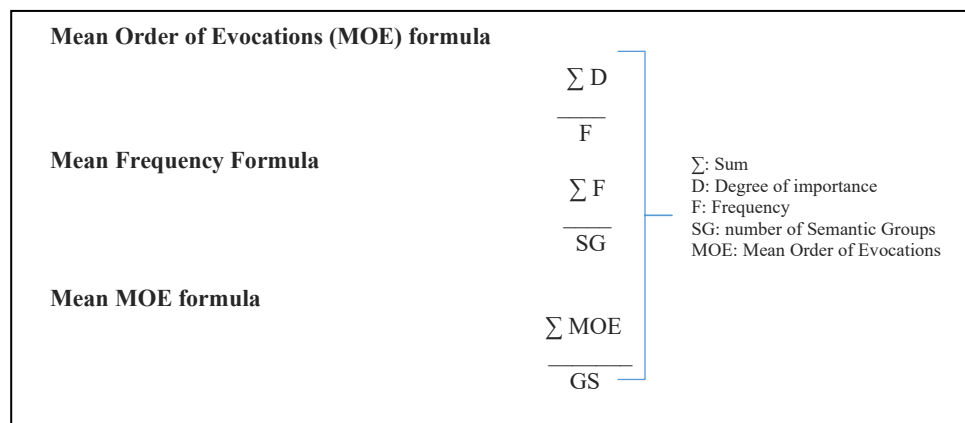 Mean Order of Evocations (MOE) formula
∑ D
F
Mean Frequency Formula
∑ F
SG
∑: Sum
D: Degree of importance
F: Frequency
SG: number of Semantic Groups
MOE: Mean Order of Evocations
Mean MOE formula
∑ MOE
GS